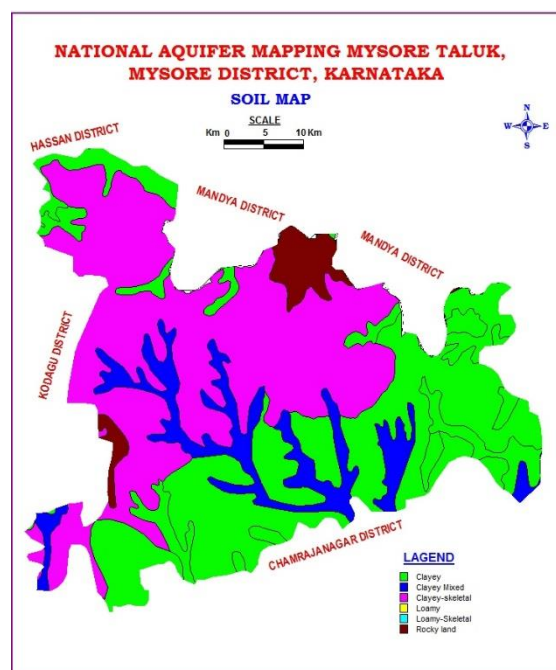 NATIONAL AQUIFER MAPPING MYSORE TALUK,
MYSORE DISTRICT, KARNATAKA
SOIL MAP
SCALE
Km 0 5 10 Km
N
W E
S
HASSAN DISTRICT
MANDYA DISTRICT
MANDYA DISTRICT
KODAGU DISTRICT
CHAMRAJANAGAR DISTRICT
LAGEND
Clayey
Clayey Mixed
Clayey-skeletal
Loamy
Loamy-Skeletal
Rocky land